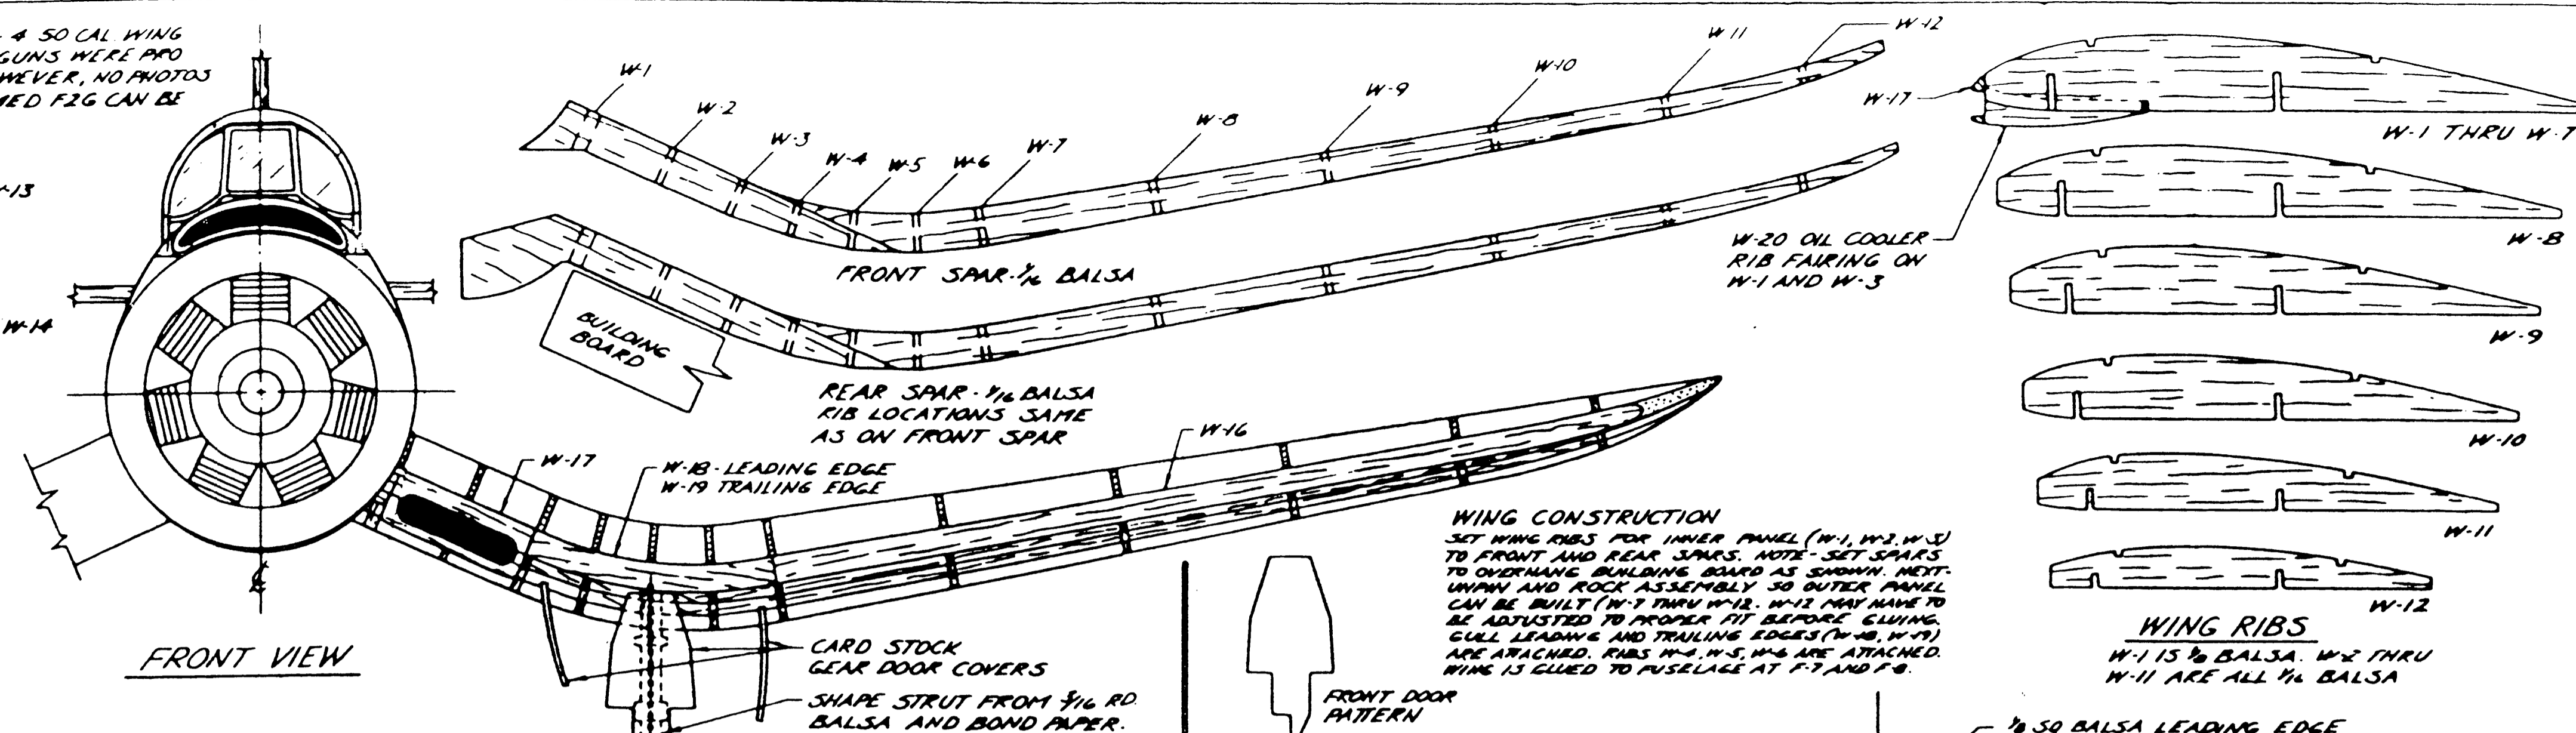 4 50 CAL. WING
GUNS WERE PRO
WEVER, NO PHOTOS
MED F2G CAN BE
W-13
W-14
FRONT VIEW
W-1
W-2
W-3
W-4
W-5
W-6
W-7
W-8
W-9
W-10
W-11
W-12
FRONT SPAR-1/16 BALSA
BUILDING
BOARD
REAR SPAR-1/16 BALSA
RIB LOCATIONS SAME
AS ON FRONT SPAR
W-17
W-18-LEADING EDGE
W-19 TRAILING EDGE
W-16
CARD STOCK
GEAR DOOR COVERS
SHAPE STRUT FROM 3/16 RD.
BALSA AND BOND PAPER.
FRONT DOOR
PATTERN
WING CONSTRUCTION
SET WING RIBS FOR INNER PANEL (W-1, W-2, W-3)
TO FRONT AND REAR SPARS. NOTE-SET SPARS
TO OVERHANG BUILDING BOARD AS SHOWN. NEXT-
UNPIN AND ROCK ASSEMBLY SO OUTER PANEL
CAN BE BUILT (W-7 THRU W-12. W-12 MAY HAVE TO
BE ADJUSTED TO PROPER FIT BEFORE GLUING.
GULL LEADING AND TRAILING EDGES (W-18, W-19)
ARE ATTACHED. RIBS W-4, W-5, W-6 ARE ATTACHED.
WING IS GLUED TO FUSELAGE AT F-7 AND F-8.
W-17
W-20 OIL COOLER
RIB FAIRING ON
W-1 AND W-3
W-1 THRU W-7
W-8
W-9
W-10
W-11
W-12
WING RIBS
W-1 IS 1/8 BALSA. W-2 THRU
W-11 ARE ALL 1/16 BALSA
1/8 SQ BALSA LEADING EDGE